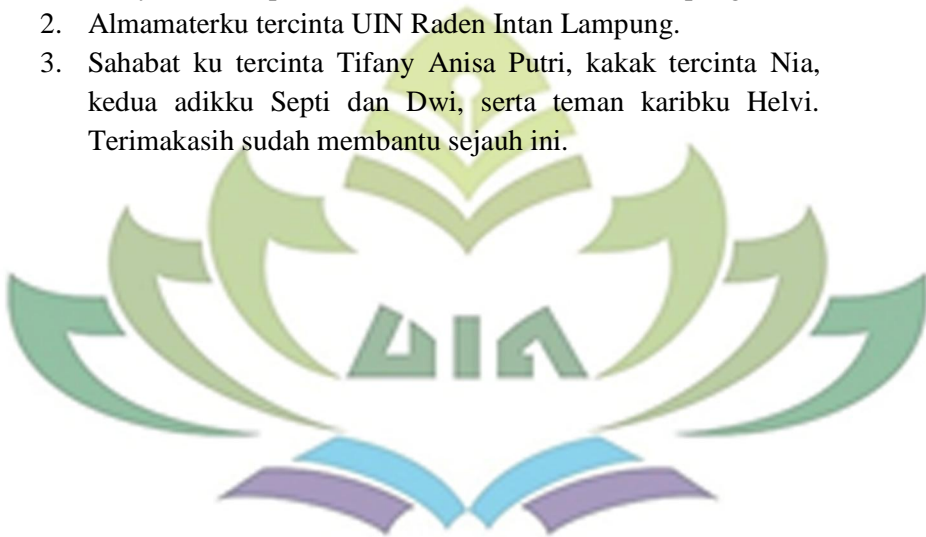 2. Almamaterku tercinta UIN Raden Intan Lampung.
3. Sahabat ku tercinta Tifany Anisa Putri, kakak tercinta Nia,
kedua adikku Septi dan Dwi, serta teman karibku Helvi.
Terimakasih sudah membantu sejauh ini.
UIN